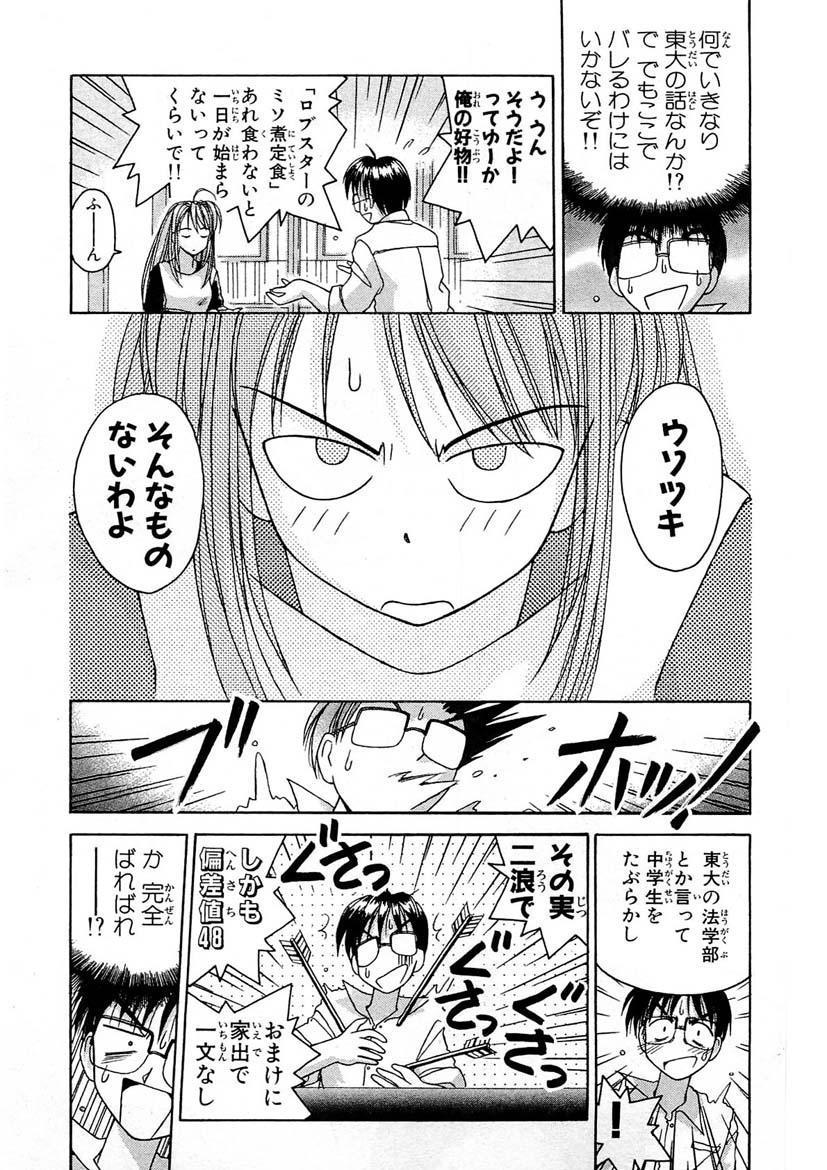 何でいきなり
東大の話なんか!?
で でもここで
バレるわけには
いかないぞ!!
う うん
そうだよ!
ってゆーか
俺の好物!!
「ロブスターの
ミソ煮定食」
あれ食わないと
一日が始まら
ないって
くらいで!!
ふーん
ウソツキ
そんなもの
ないわよ
ホッ!
ブッ
東大の法学部
とか言って
中学生を
たぶらかし
!
その実
二浪で
ぐさっ
しかも
偏差値48
ぐさっ
ぐさっ
おまけに
家出で
一文なし
か 完全
ばればれ
——!?